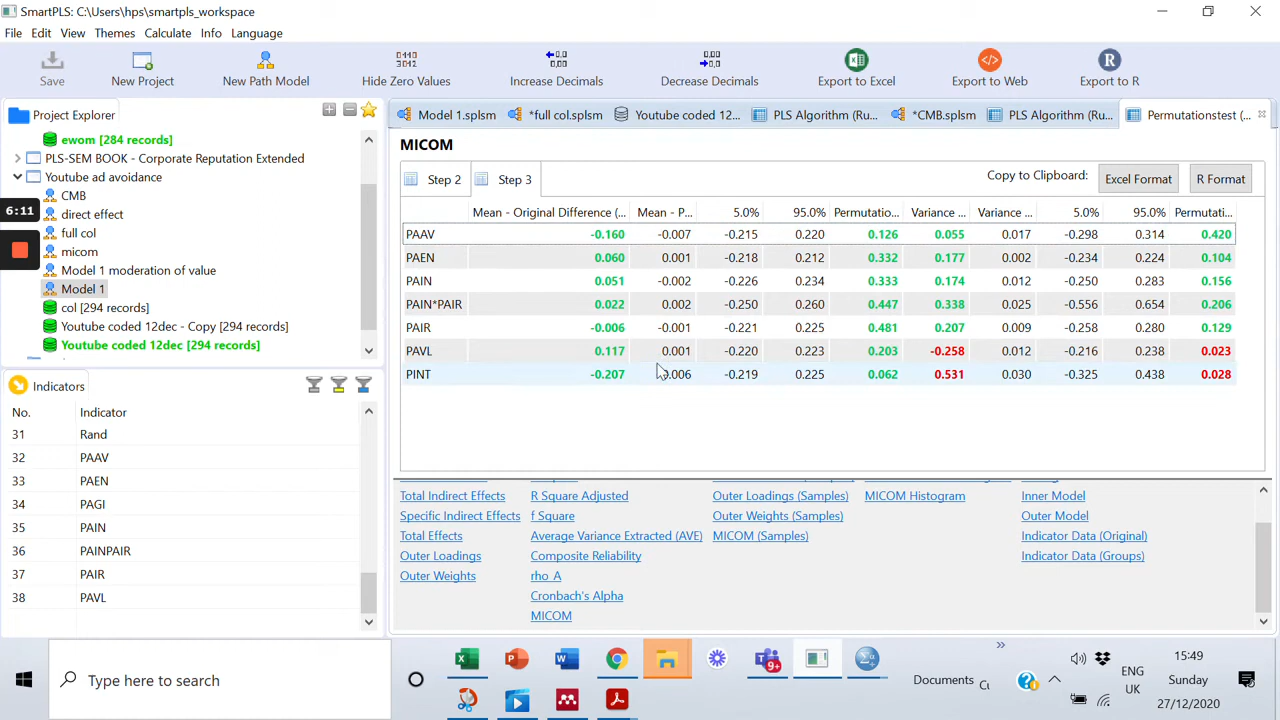 SmartPLS: C:\Users\hps\smartpls_workspace
File Edit View Themes Calculate Info Language
Save New Project New Path Model Hide Zero Values Increase Decimals Decrease Decimals Export to Excel Export to Web Export to R
Project Explorer
ewom [284 records]
PLS-SEM BOOK - Corporate Reputation Extended
Youtube ad avoidance
CMB
direct effect
full col
micom
Model 1 moderation of value
Model 1
col [294 records]
Youtube coded 12dec - Copy [294 records]
Youtube coded 12dec [294 records]
6:11
Indicators
No. Indicator
31 Rand
32 PAAV
33 PAEN
34 PAGI
35 PAIN
36 PAINPAIR
37 PAIR
38 PAVL
Model 1.splsm *full col.splsm Youtube coded 12... PLS Algorithm (Ru... *CMB.splsm PLS Algorithm (Ru... Permutationstest (...
MICOM
Step 2 Step 3 Copy to Clipboard: Excel Format R Format
Mean - Original Difference (... Mean - P... 5.0% 95.0% Permutatio... Variance ... Variance ... 5.0% 95.0% Permutati...
PAAV -0.160 -0.007 -0.215 0.220 0.126 0.055 0.017 -0.298 0.314 0.420
PAEN 0.060 0.001 -0.218 0.212 0.332 0.177 0.002 -0.234 0.224 0.104
PAIN 0.051 -0.002 -0.226 0.234 0.333 0.174 0.012 -0.250 0.283 0.156
PAIN*PAIR 0.022 0.002 -0.250 0.260 0.447 0.338 0.025 -0.556 0.654 0.206
PAIR -0.006 -0.001 -0.221 0.225 0.481 0.207 0.009 -0.258 0.280 0.129
PAVL 0.117 0.001 -0.220 0.223 0.203 -0.258 0.012 -0.216 0.238 0.023
PINT -0.207 0.006 -0.219 0.225 0.062 0.531 0.030 -0.325 0.438 0.028
Total Indirect Effects R Square Adjusted Outer Loadings (Samples) MICOM Histogram Inner Model
Specific Indirect Effects f Square Outer Weights (Samples) Outer Model
Total Effects Average Variance Extracted (AVE) MICOM (Samples) Indicator Data (Original)
Outer Loadings Composite Reliability Indicator Data (Groups)
Outer Weights rho_A
Cronbach's Alpha
MICOM
Type here to search
Documents
ENG
UK
15:49
Sunday
27/12/2020